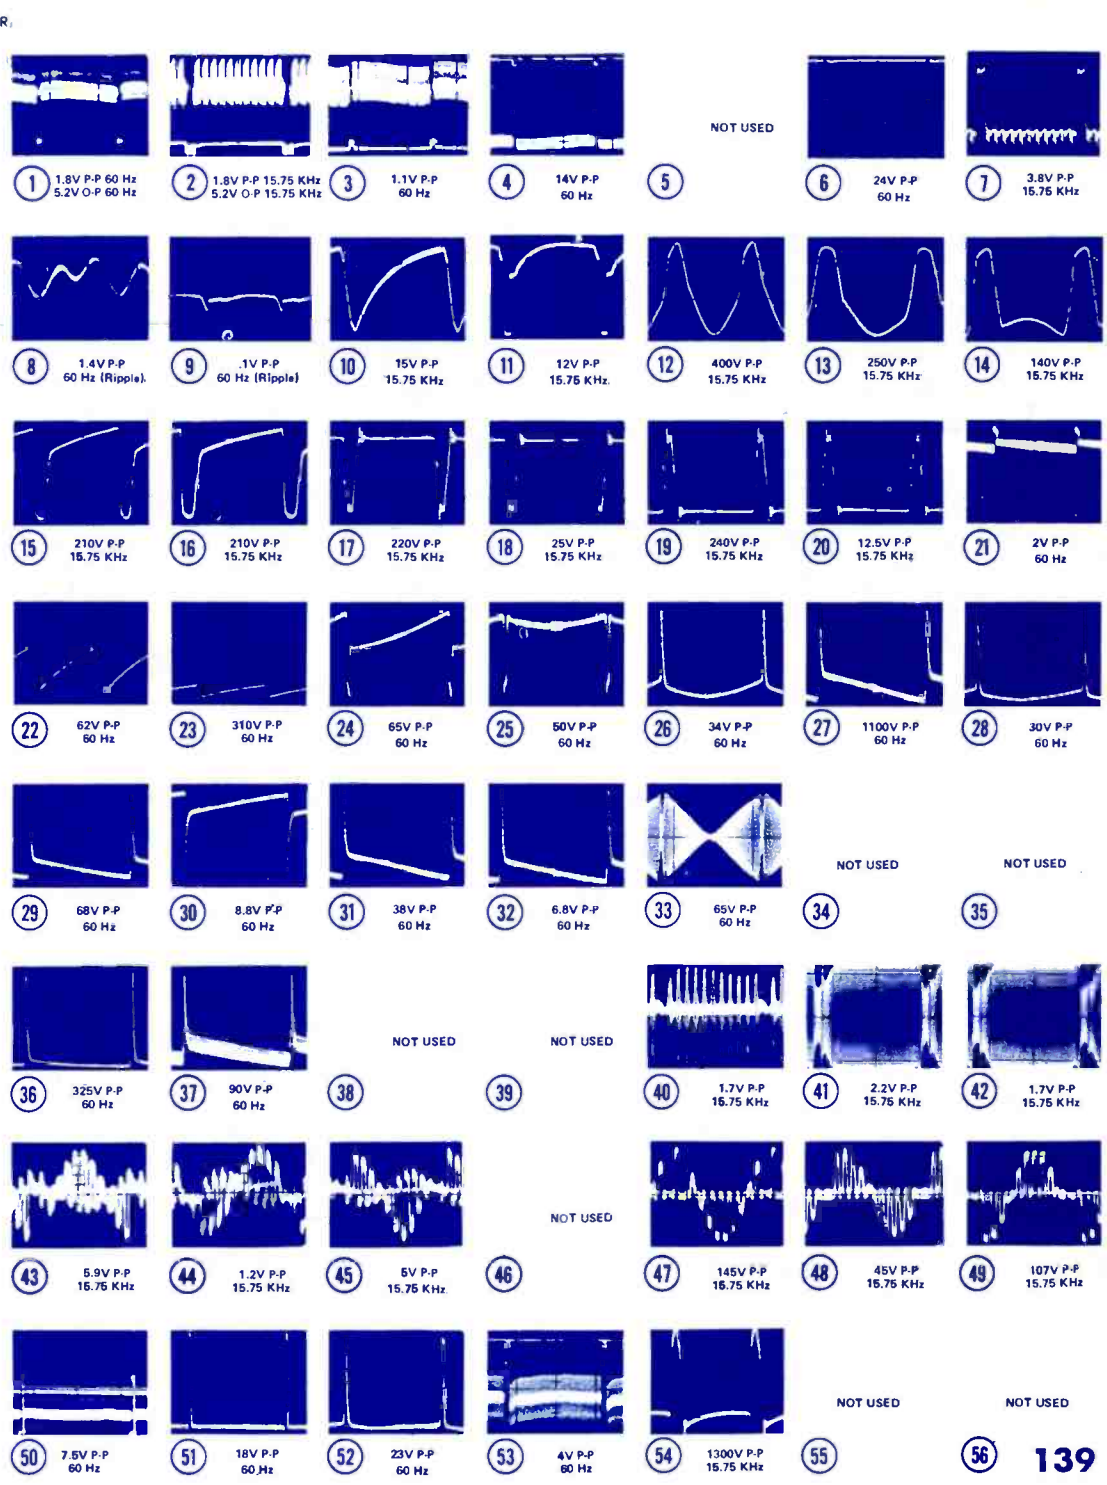 R.
NOT USED
1 1.8V P-P 60 Hz
5.2V O-P 60 Hz
2 1.8V P-P 15.75 KHz
5.2V O-P 15.75 KHz
3 1.1V P-P
60 Hz
4 14V P-P
60 Hz
5
6 24V P-P
60 Hz
7 3.8V P-P
15.75 KHz
8 1.4V P-P
60 Hz (Ripple).
9 .1V P-P
60 Hz (Ripple)
10 15V P-P
15.75 KHz
11 12V P-P
15.75 KHz.
12 400V P-P
15.75 KHz
13 250V P-P
15.75 KHz
14 140V P-P
15.75 KHz
15 210V P-P
15.75 KHz
16 210V P-P
15.75 KHz
17 220V P-P
15.75 KHz
18 25V P-P
15.75 KHz
19 240V P-P
15.75 KHz
20 12.5V P-P
15.75 KHz
21 2V P-P
60 Hz
22 62V P-P
60 Hz
23 310V P-P
60 Hz
24 65V P-P
60 Hz
25 50V P-P
60 Hz
26 34V P-P
60 Hz
27 1100V P-P
60 Hz
28 30V P-P
60 Hz
NOT USED
NOT USED
29 68V P-P
60 Hz
30 8.8V P-P
60 Hz
31 38V P-P
60 Hz
32 6.8V P-P
60 Hz
33 65V P-P
60 Hz
34
35
NOT USED
NOT USED
36 325V P-P
60 Hz
37 90V P-P
60 Hz
38
39
40 1.7V P-P
15.75 KHz
41 2.2V P-P
15.75 KHz
42 1.7V P-P
15.75 KHz
NOT USED
43 5.9V P-P
15.75 KHz
44 1.2V P-P
15.75 KHz
45 5V P-P
15.75 KHz
46
47 145V P-P
15.75 KHz
48 45V P-P
15.75 KHz
49 107V P-P
15.75 KHz
NOT USED
NOT USED
50 7.5V P-P
60 Hz
51 18V P-P
60 Hz
52 23V P-P
60 Hz
53 4V P-P
60 Hz
54 1300V P-P
15.75 KHz
55
56
139